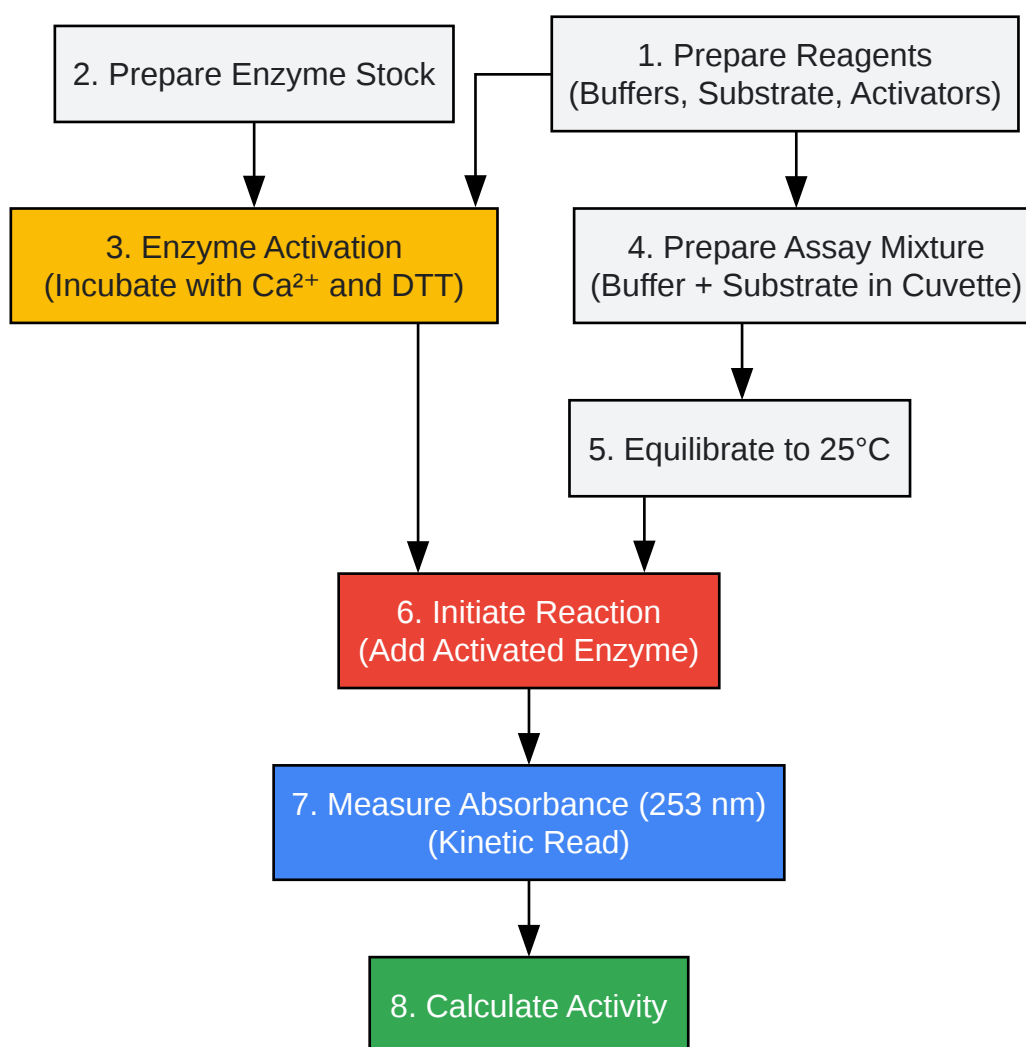 2. Prepare Enzyme Stock
1. Prepare Reagents
(Buffers, Substrate, Activators)
3. Enzyme Activation
(Incubate with Ca²⁺ and DTT)
4. Prepare Assay Mixture
(Buffer + Substrate in Cuvette)
5. Equilibrate to 25°C
6. Initiate Reaction
(Add Activated Enzyme)
7. Measure Absorbance (253 nm)
(Kinetic Read)
8. Calculate Activity